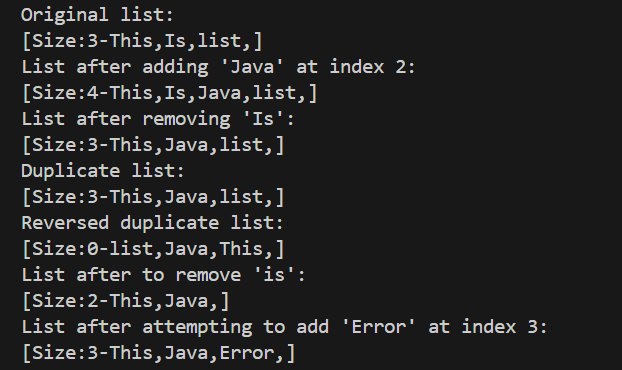 Original list:
[Size:3-This,Is,list,]
List after adding 'Java' at index 2:
[Size:4-This,Is,Java,list,]
List after removing 'Is':
[Size:3-This,Java,list,]
Duplicate list:
[Size:3-This,Java,list,]
Reversed duplicate list:
[Size:0-list,Java,This,]
List after to remove 'is':
[Size:2-This,Java,]
List after attempting to add 'Error' at index 3:
[Size:3-This,Java,Error,]